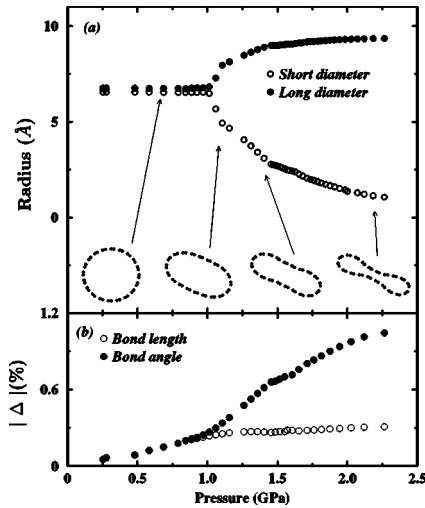 (a)
10
5
0
Radius (Å)
Short diameter
Long diameter
1.2
0.6
0
| Δ |(%)
(b)
Bond length
Bond angle
0.0 0.5 1.0 1.5 2.0 2.5
Pressure (GPa)